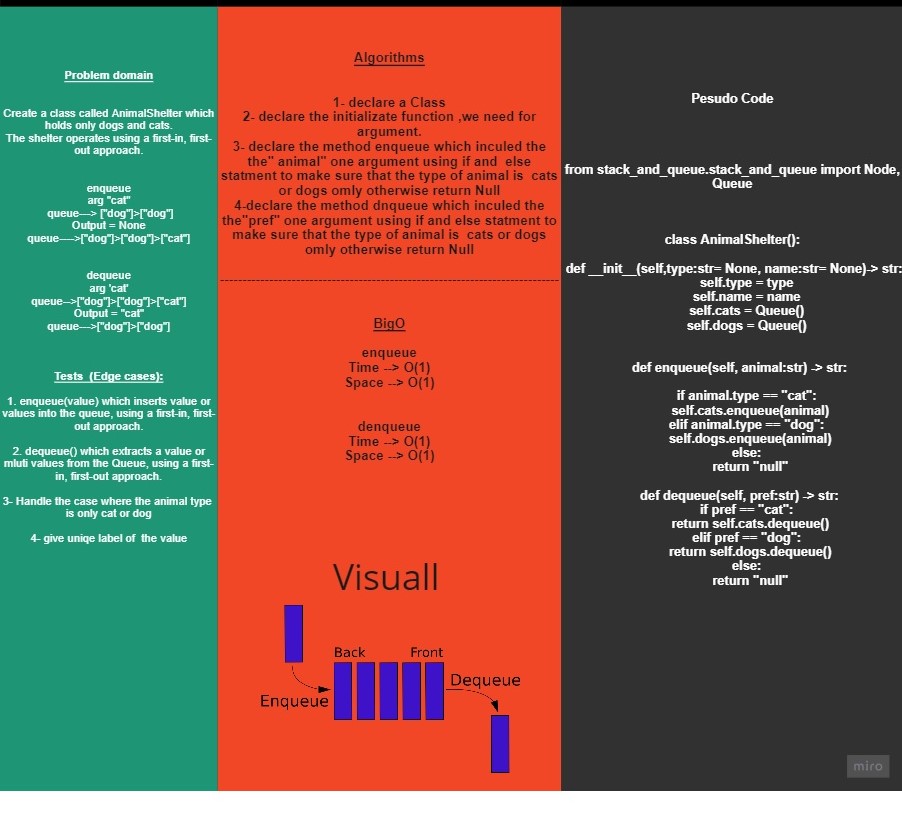 Problem domain
Create a class called AnimalShelter which
holds only dogs and cats.
The shelter operates using a first-in, first-
out approach.
enqueue
arg "cat"
queue---> ["dog"]>["dog"]
Output = None
queue---->["dog"]>["dog"]>["cat"]
dequeue
arg 'cat'
queue-->["dog"]>["dog"]>["cat"]
Output = "cat"
queue--->["dog"]>["dog"]
Tests (Edge cases):
1. enqueue(value) which inserts value or
values into the queue, using a first-in, first-
out approach.
2. dequeue() which extracts a value or
mluti values from the Queue, using a first-
in, first-out approach.
3- Handle the case where the animal type
is only cat or dog
4- give uniqe label of the value
Algorithms
1- declare a Class
2- declare the initializate function ,we need for
argument.
3- declare the method enqueue which inculed the
the" animal" one argument using if and else
statment to make sure that the type of animal is cats
or dogs omly otherwise return Null
4-declare the method dnqueue which inculed the
the"pref" one argument using if and else statment to
make sure that the type of animal is cats or dogs
omly otherwise return Null
BigO
enqueue
Time --> O(1)
Space --> O(1)
denqueue
Time --> O(1)
Space --> O(1)
Visuall
Back Front
Enqueue
Dequeue
Pesudo Code
from stack_and_queue.stack_and_queue import Node,
Queue
class AnimalShelter():
def __init__(self,type:str= None, name:str= None)-> str:
self.type = type
self.name = name
self.cats = Queue()
self.dogs = Queue()
def enqueue(self, animal:str) -> str:
if animal.type == "cat":
self.cats.enqueue(animal)
elif animal.type == "dog":
self.dogs.enqueue(animal)
else:
return "null"
def dequeue(self, pref:str) -> str:
if pref == "cat":
return self.cats.dequeue()
elif pref == "dog":
return self.dogs.dequeue()
else:
return "null"
miro